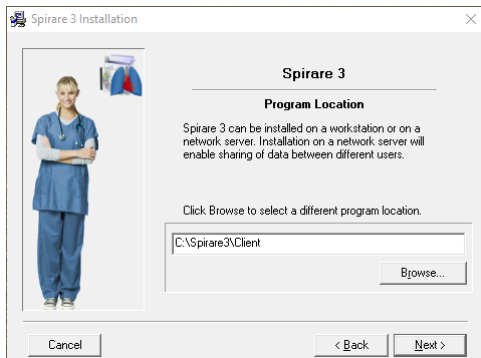 Spirare 3 Installation
Spirare 3
Program Location
Spirare 3 can be installed on a workstation or on a
network server. Installation on a network server will
enable sharing of data between different users.
Click Browse to select a different program location.
C:\Spirare3\Client
Browse...
Cancel
< Back
Next >